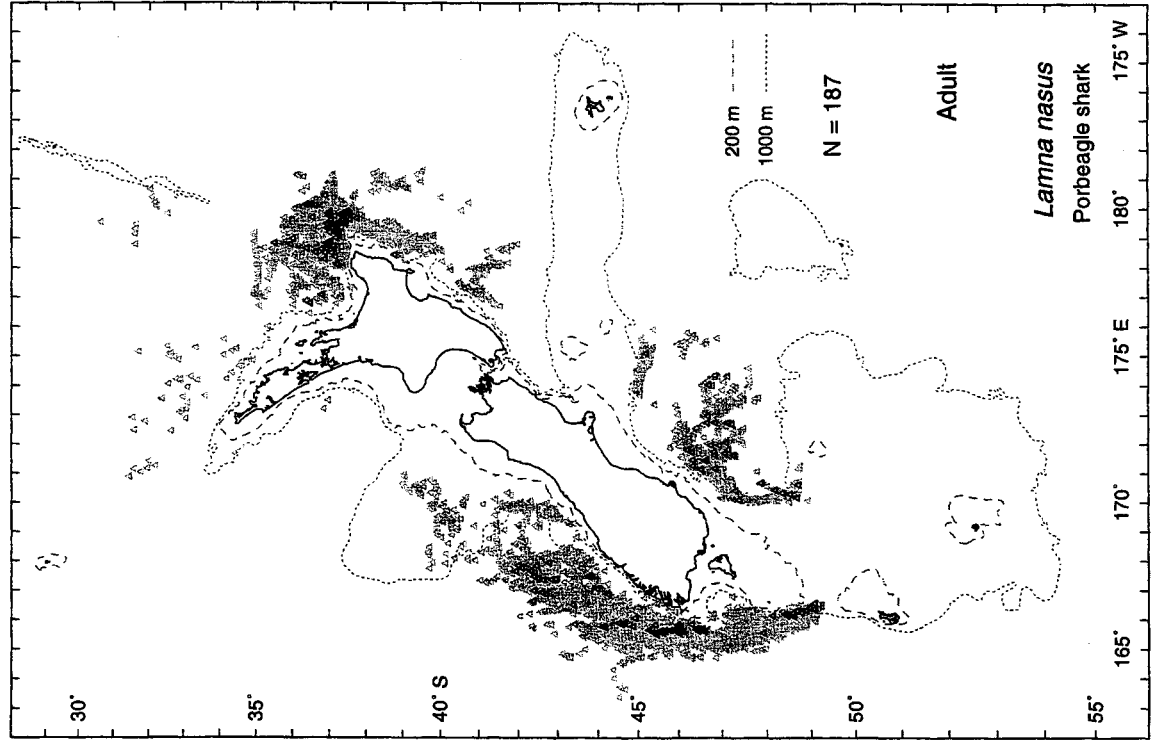 30°
35°
40° S
45°
50°
55°
200 m
1000 m
N = 187
Adult
Lamna nasus
Porbeagle shark
165°
170°
175° E
180°
175° W